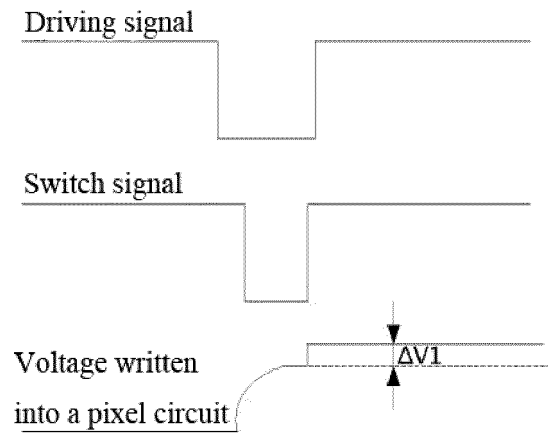 Driving signal
Switch signal
ΔV1
Voltage written
into a pixel circuit